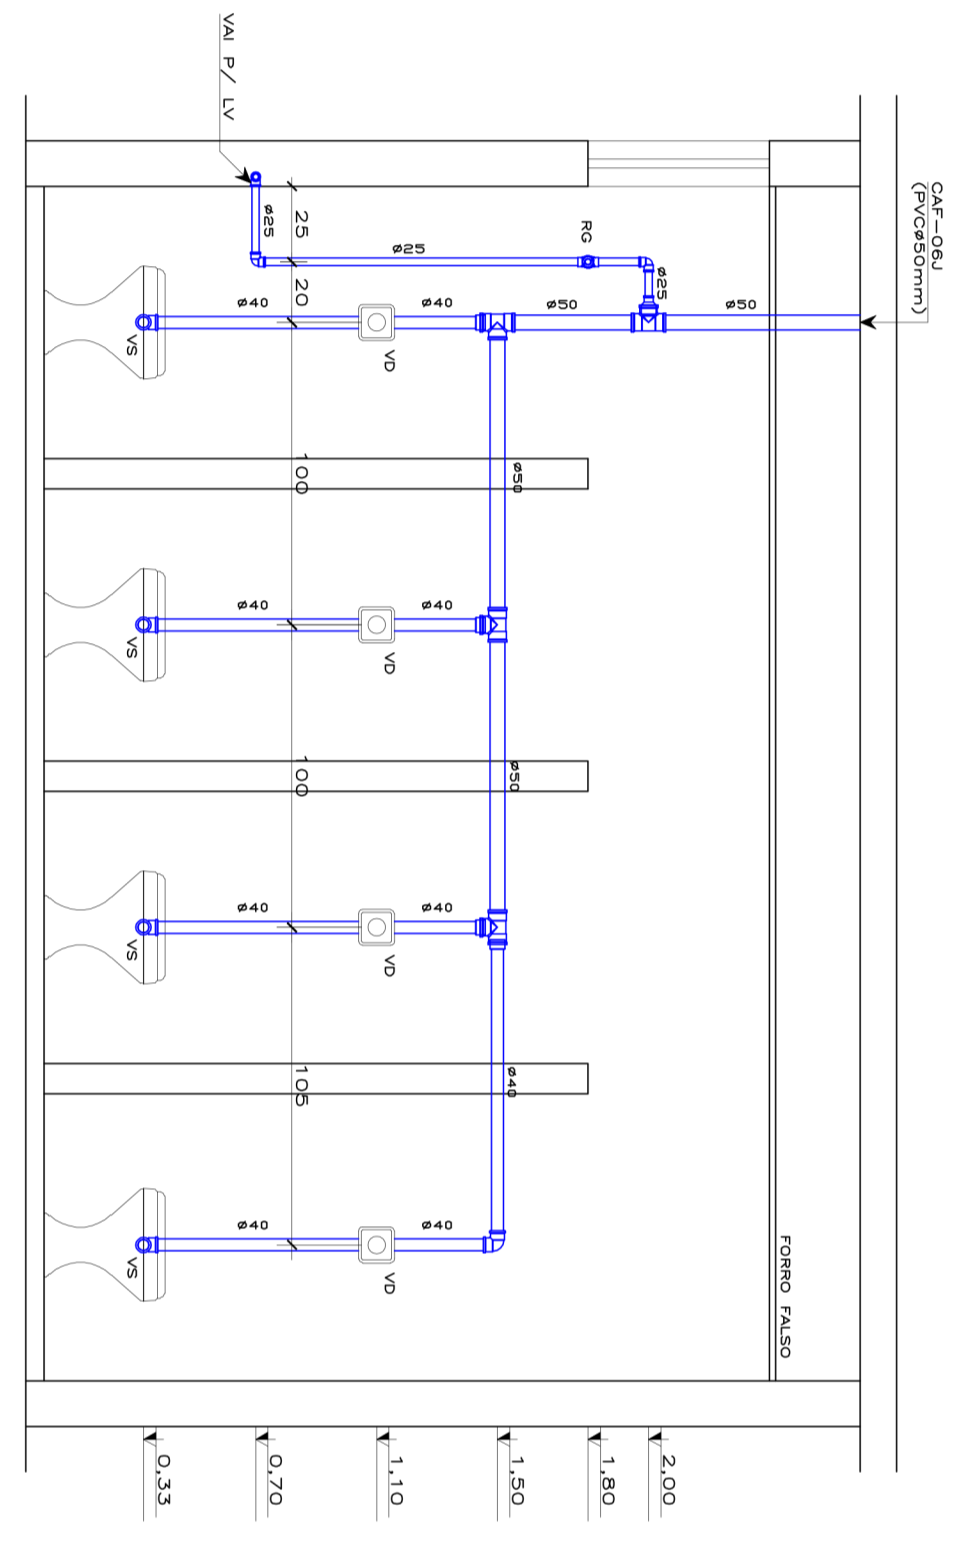 CAF-06J
(PVCø50mm)
VAI P/ LV
ø25
25
ø25
RG
ø25
20
ø40
ø40
ø50
ø50
VS
VD
100
ø50
ø40
ø40
VS
VD
100
ø50
ø40
ø40
VS
VD
105
ø40
ø40
ø40
VS
VD
FORRO FALSO
0,33
0,70
1,10
1,50
1,80
2,00